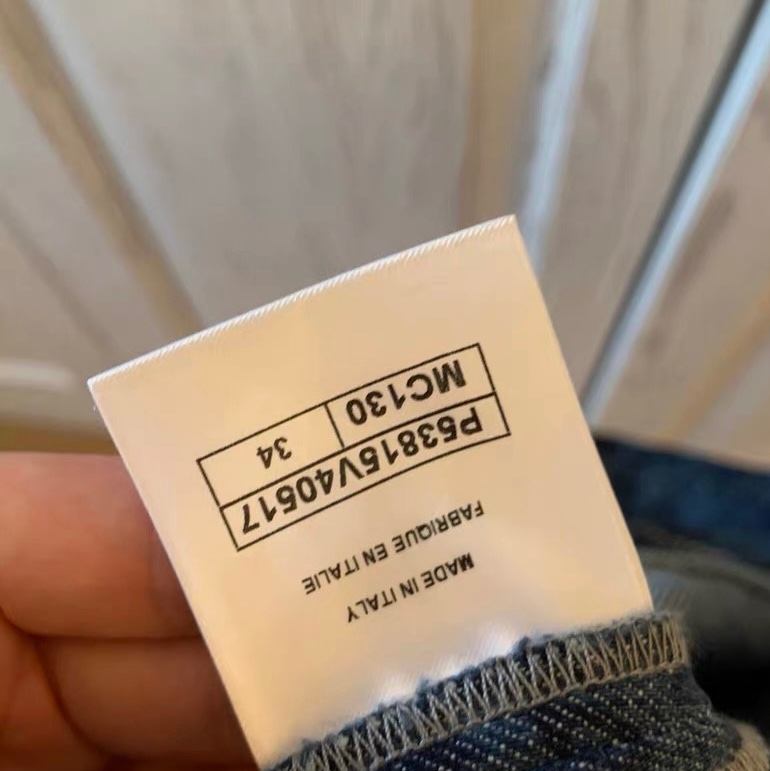 MADE IN ITALY
FABRIQUE EN ITALIE
P53815V40517
MC130 34